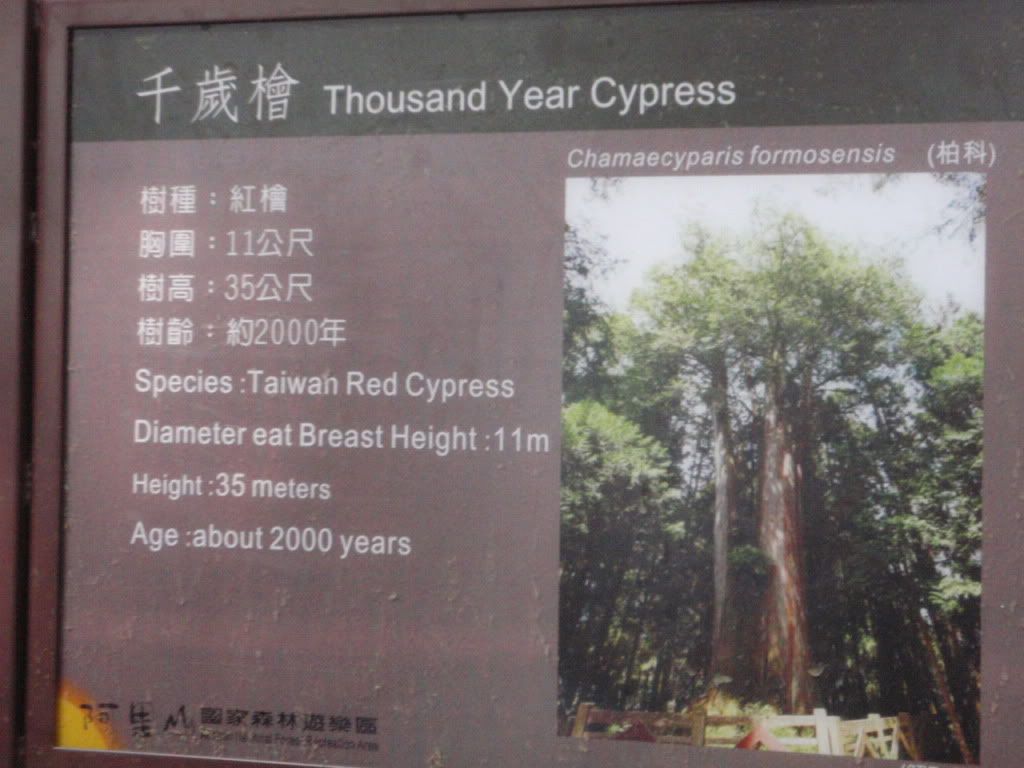 千歲檜 Thousand Year Cypress
Chamaecyparis formosensis (柏科)
樹種：紅檜
胸圍：11公尺
樹高：35公尺
樹齡：約2000年
Species :Taiwan Red Cypress
Diameter eat Breast Height :11m
Height :35 meters
Age :about 2000 years
阿里山國家森林遊樂區